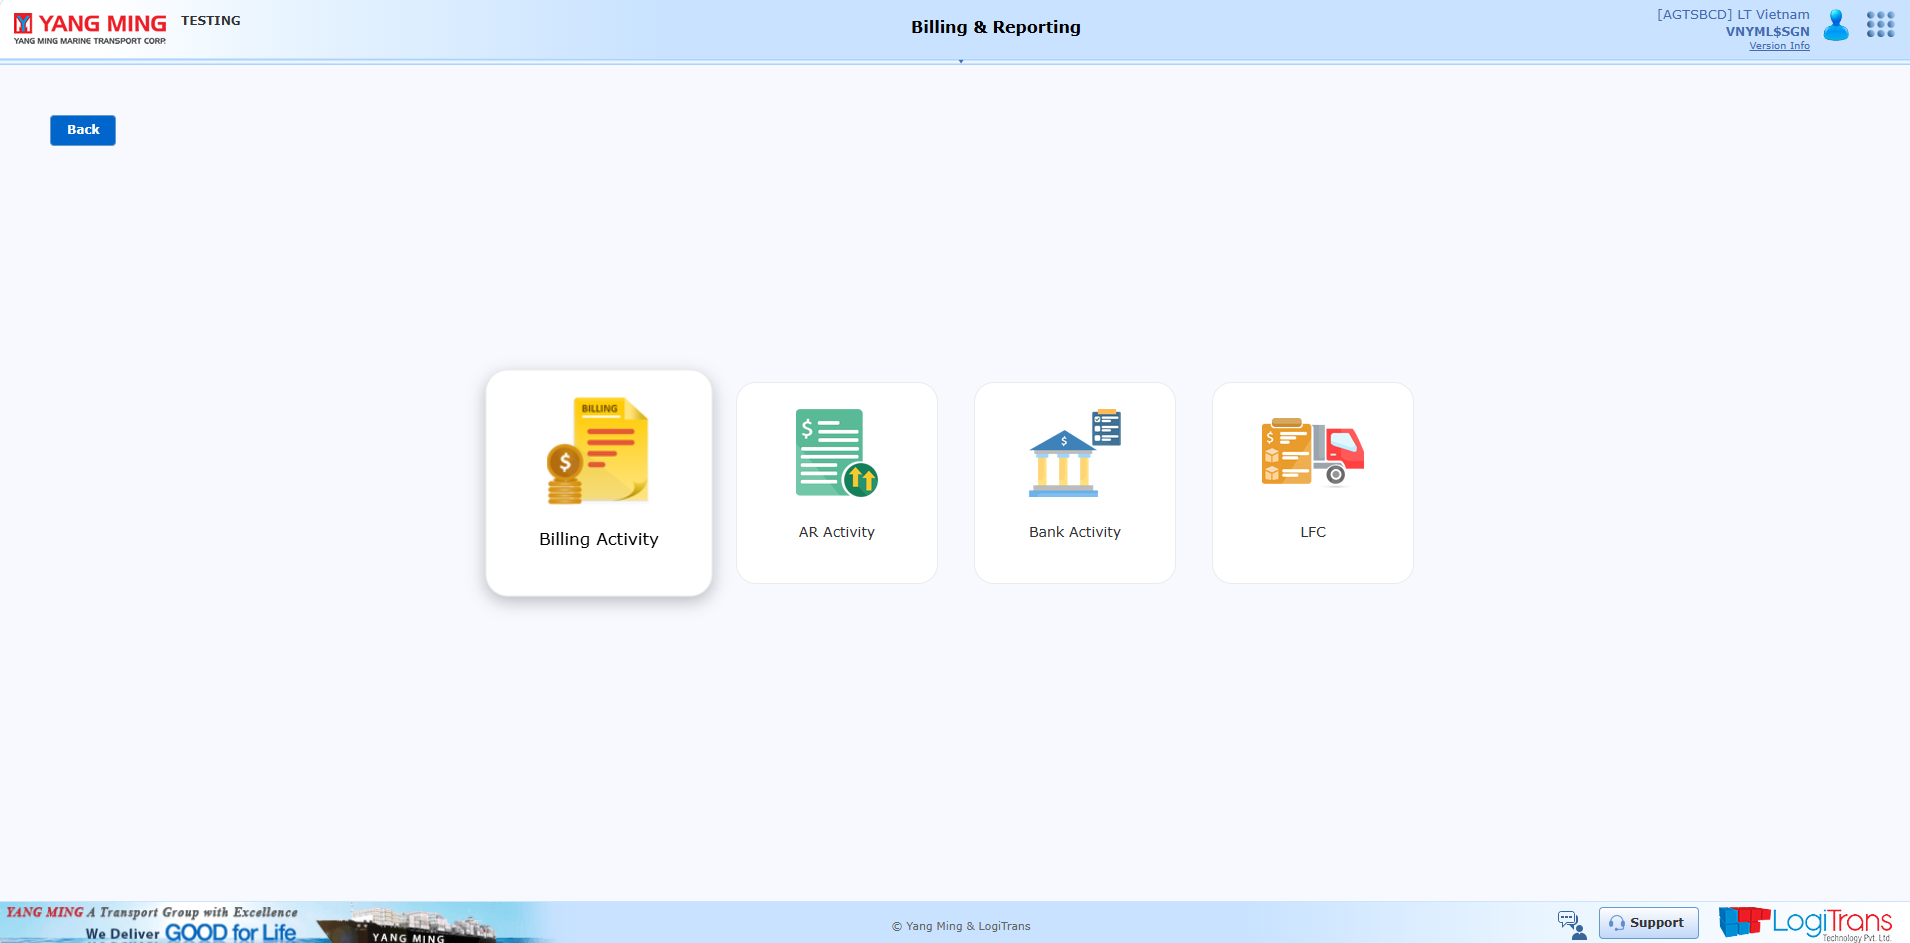 YANG MING
YANG MING MARINE TRANSPORT CORP.
TESTING
Billing & Reporting
[AGTSBCD] LT Vietnam
VNYML$SGN
Version Info
Back
BILLING
Billing Activity
AR Activity
Bank Activity
LFC
YANG MING A Transport Group with Excellence
We Deliver GOOD for Life
YANG MING
© Yang Ming & LogiTrans
Support
LogiTrans
Technology Pvt. Ltd.